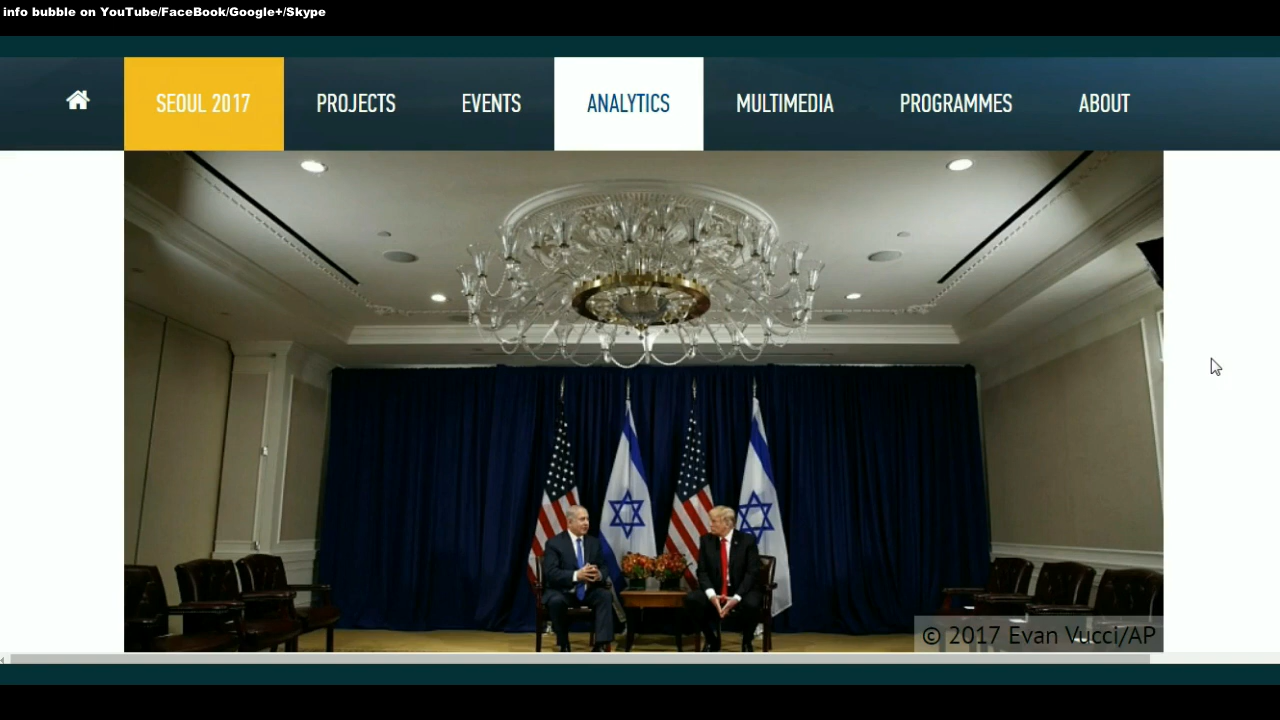 info bubble on YouTube/FaceBook/Google+/Skype
SEOUL 2017 PROJECTS EVENTS ANALYTICS MULTIMEDIA PROGRAMMES ABOUT
© 2017 Evan Vucci/AP